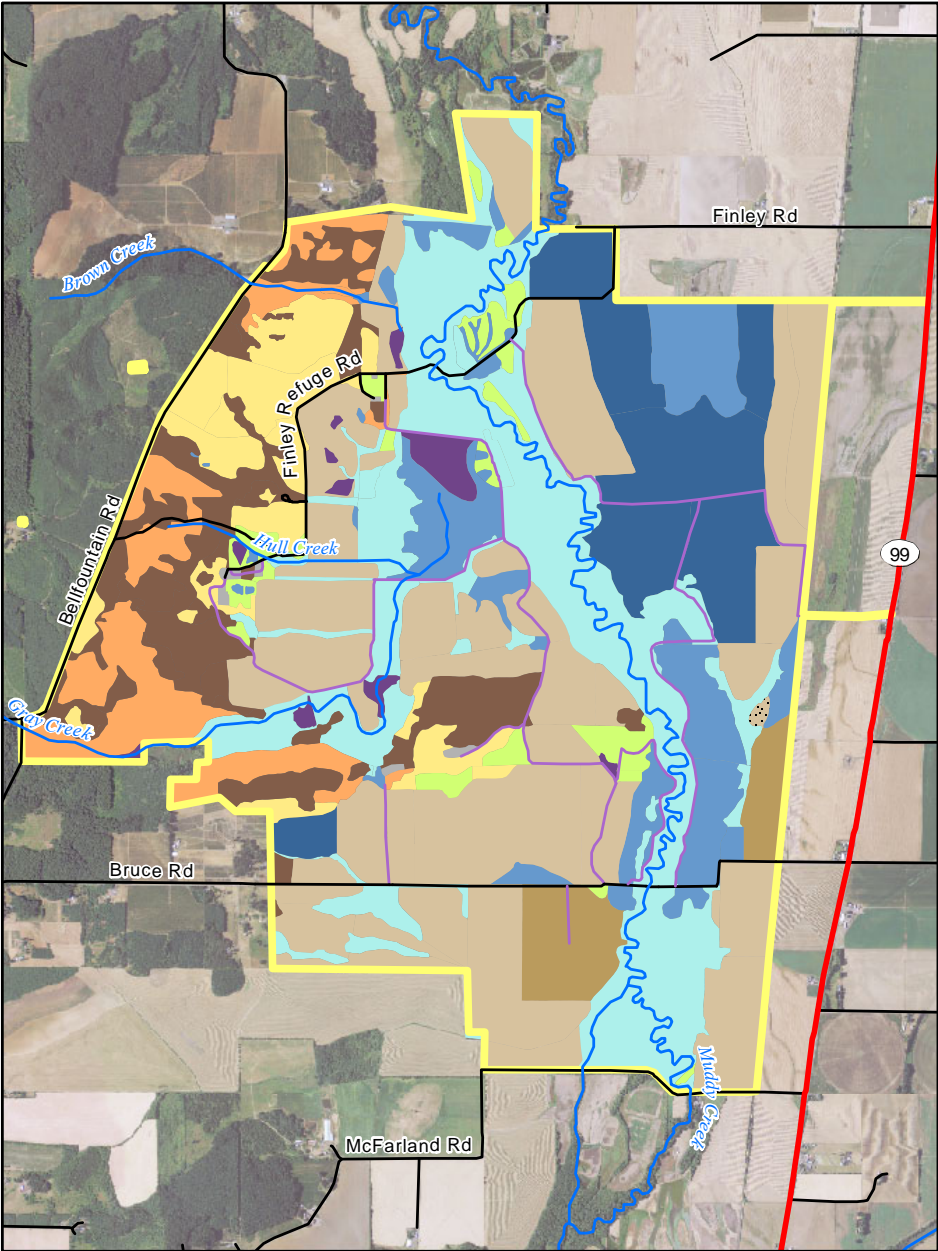 Finley Rd
Brown Creek
Finley Refuge Rd
Bellfountain Rd
Hull Creek
99
Gray Creek
Bruce Rd
Muddy Creek
McFarland Rd